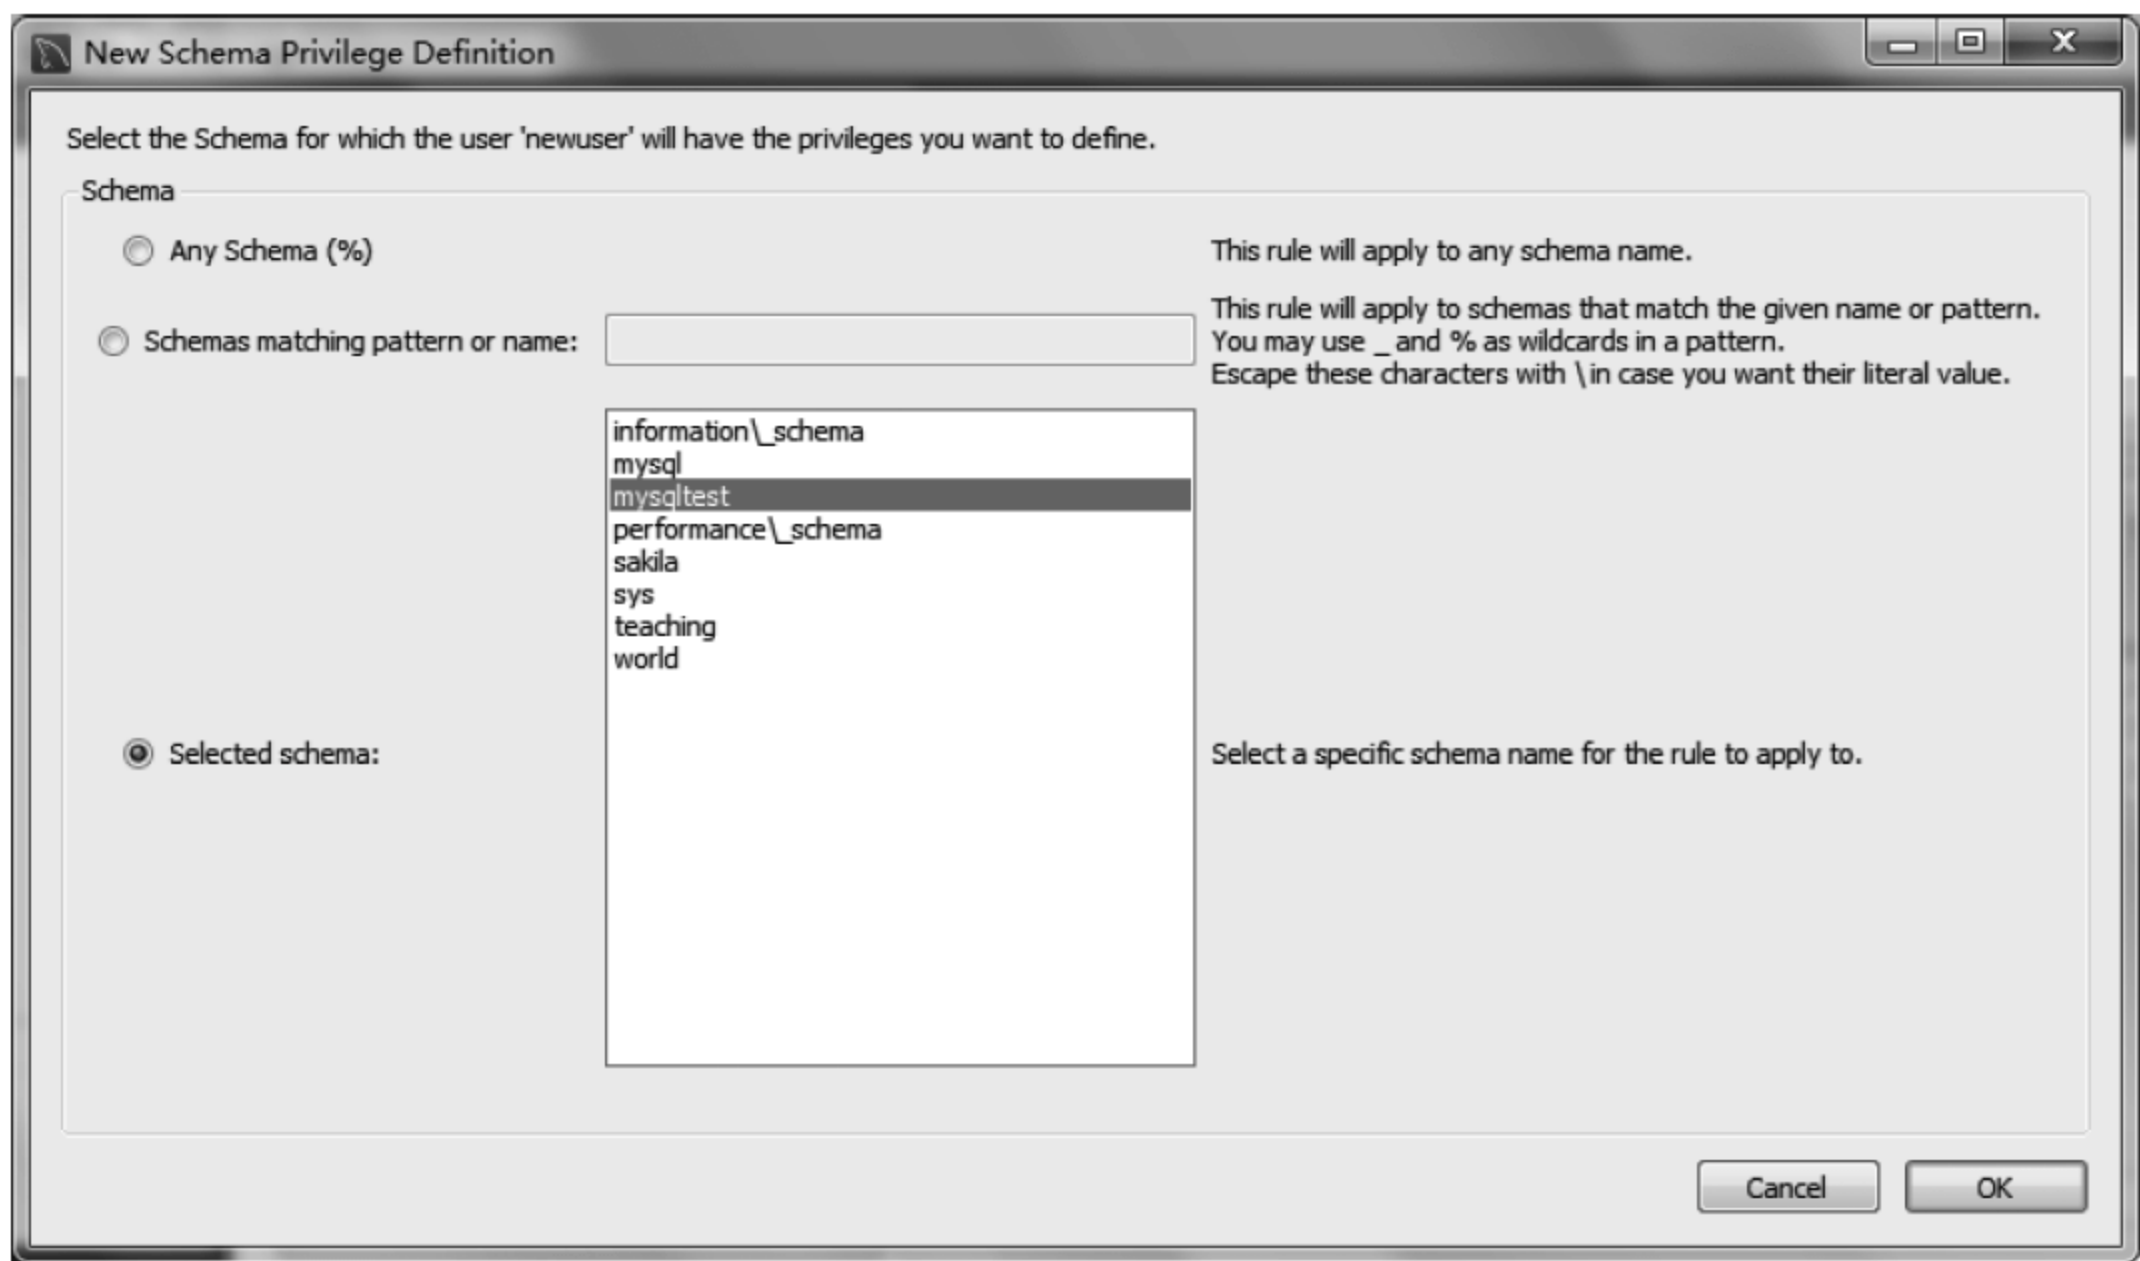 New Schema Privilege Definition
Select the Schema for which the user 'newuser' will have the privileges you want to define.
Schema
Any Schema (%)
This rule will apply to any schema name.
Schemas matching pattern or name:
This rule will apply to schemas that match the given name or pattern.
You may use _ and % as wildcards in a pattern.
Escape these characters with \ in case you want their literal value.
information\_schema
mysql
mysqltest
performance\_schema
sakila
sys
teaching
world
Selected schema:
Select a specific schema name for the rule to apply to.
Cancel
OK